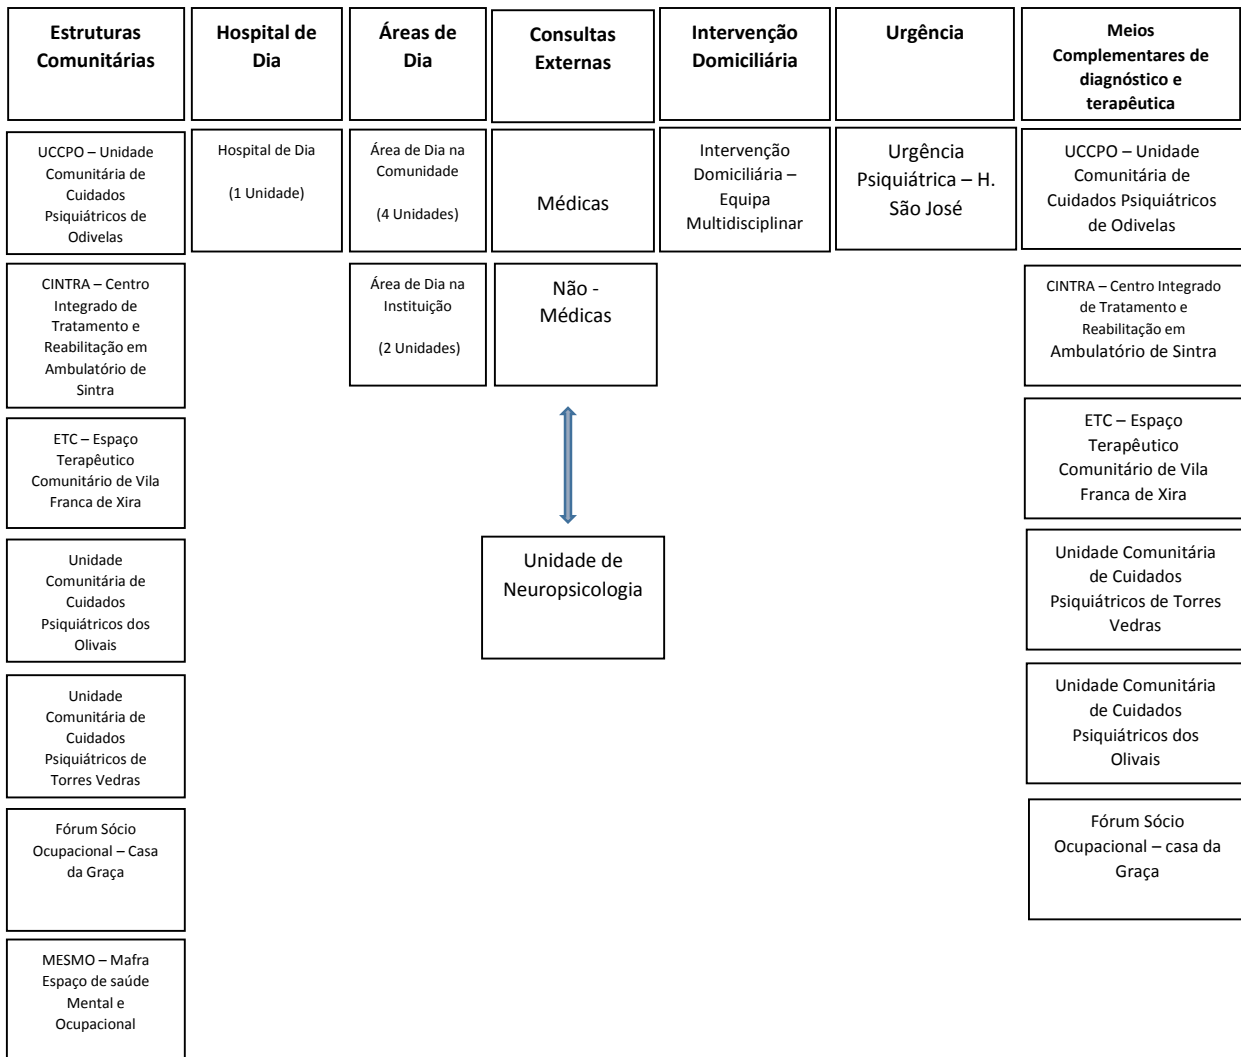 Estruturas
Comunitárias
Hospital de
Dia
Áreas de
Dia
Consultas
Externas
Intervenção
Domiciliária
Urgência
Meios
Complementares de
diagnóstico e
terapêutica
UCCPO – Unidade
Comunitária de
Cuidados
Psiquiátricos de
Odivelas
Hospital de Dia
(1 Unidade)
Área de Dia na
Comunidade
(4 Unidades)
Médicas
Intervenção
Domiciliária –
Equipa
Multidisciplinar
Urgência
Psiquiátrica – H.
São José
UCCPO – Unidade
Comunitária de
Cuidados Psiquiátricos
de Odivelas
CINTRA – Centro
Integrado de
Tratamento e
Reabilitação em
Ambulatório de
Sintra
Área de Dia na
Instituição
(2 Unidades)
Não -
Médicas
CINTRA – Centro Integrado
de Tratamento e
Reabilitação em
Ambulatório de Sintra
ETC – Espaço
Terapêutico
Comunitário de Vila
Franca de Xira
ETC – Espaço
Terapêutico
Comunitário de Vila
Franca de Xira
Unidade
Comunitária de
Cuidados
Psiquiátricos dos
Olivais
Unidade de
Neuropsicologia
Unidade Comunitária
de Cuidados
Psiquiátricos de Torres
Vedras
Unidade
Comunitária de
Cuidados
Psiquiátricos de
Torres Vedras
Unidade Comunitária
de Cuidados
Psiquiátricos dos
Olivais
Fórum Sócio
Ocupacional – Casa
da Graça
Fórum Sócio
Ocupacional – casa da
Graça
MESMO – Mafra
Espaço de saúde
Mental e
Ocupacional